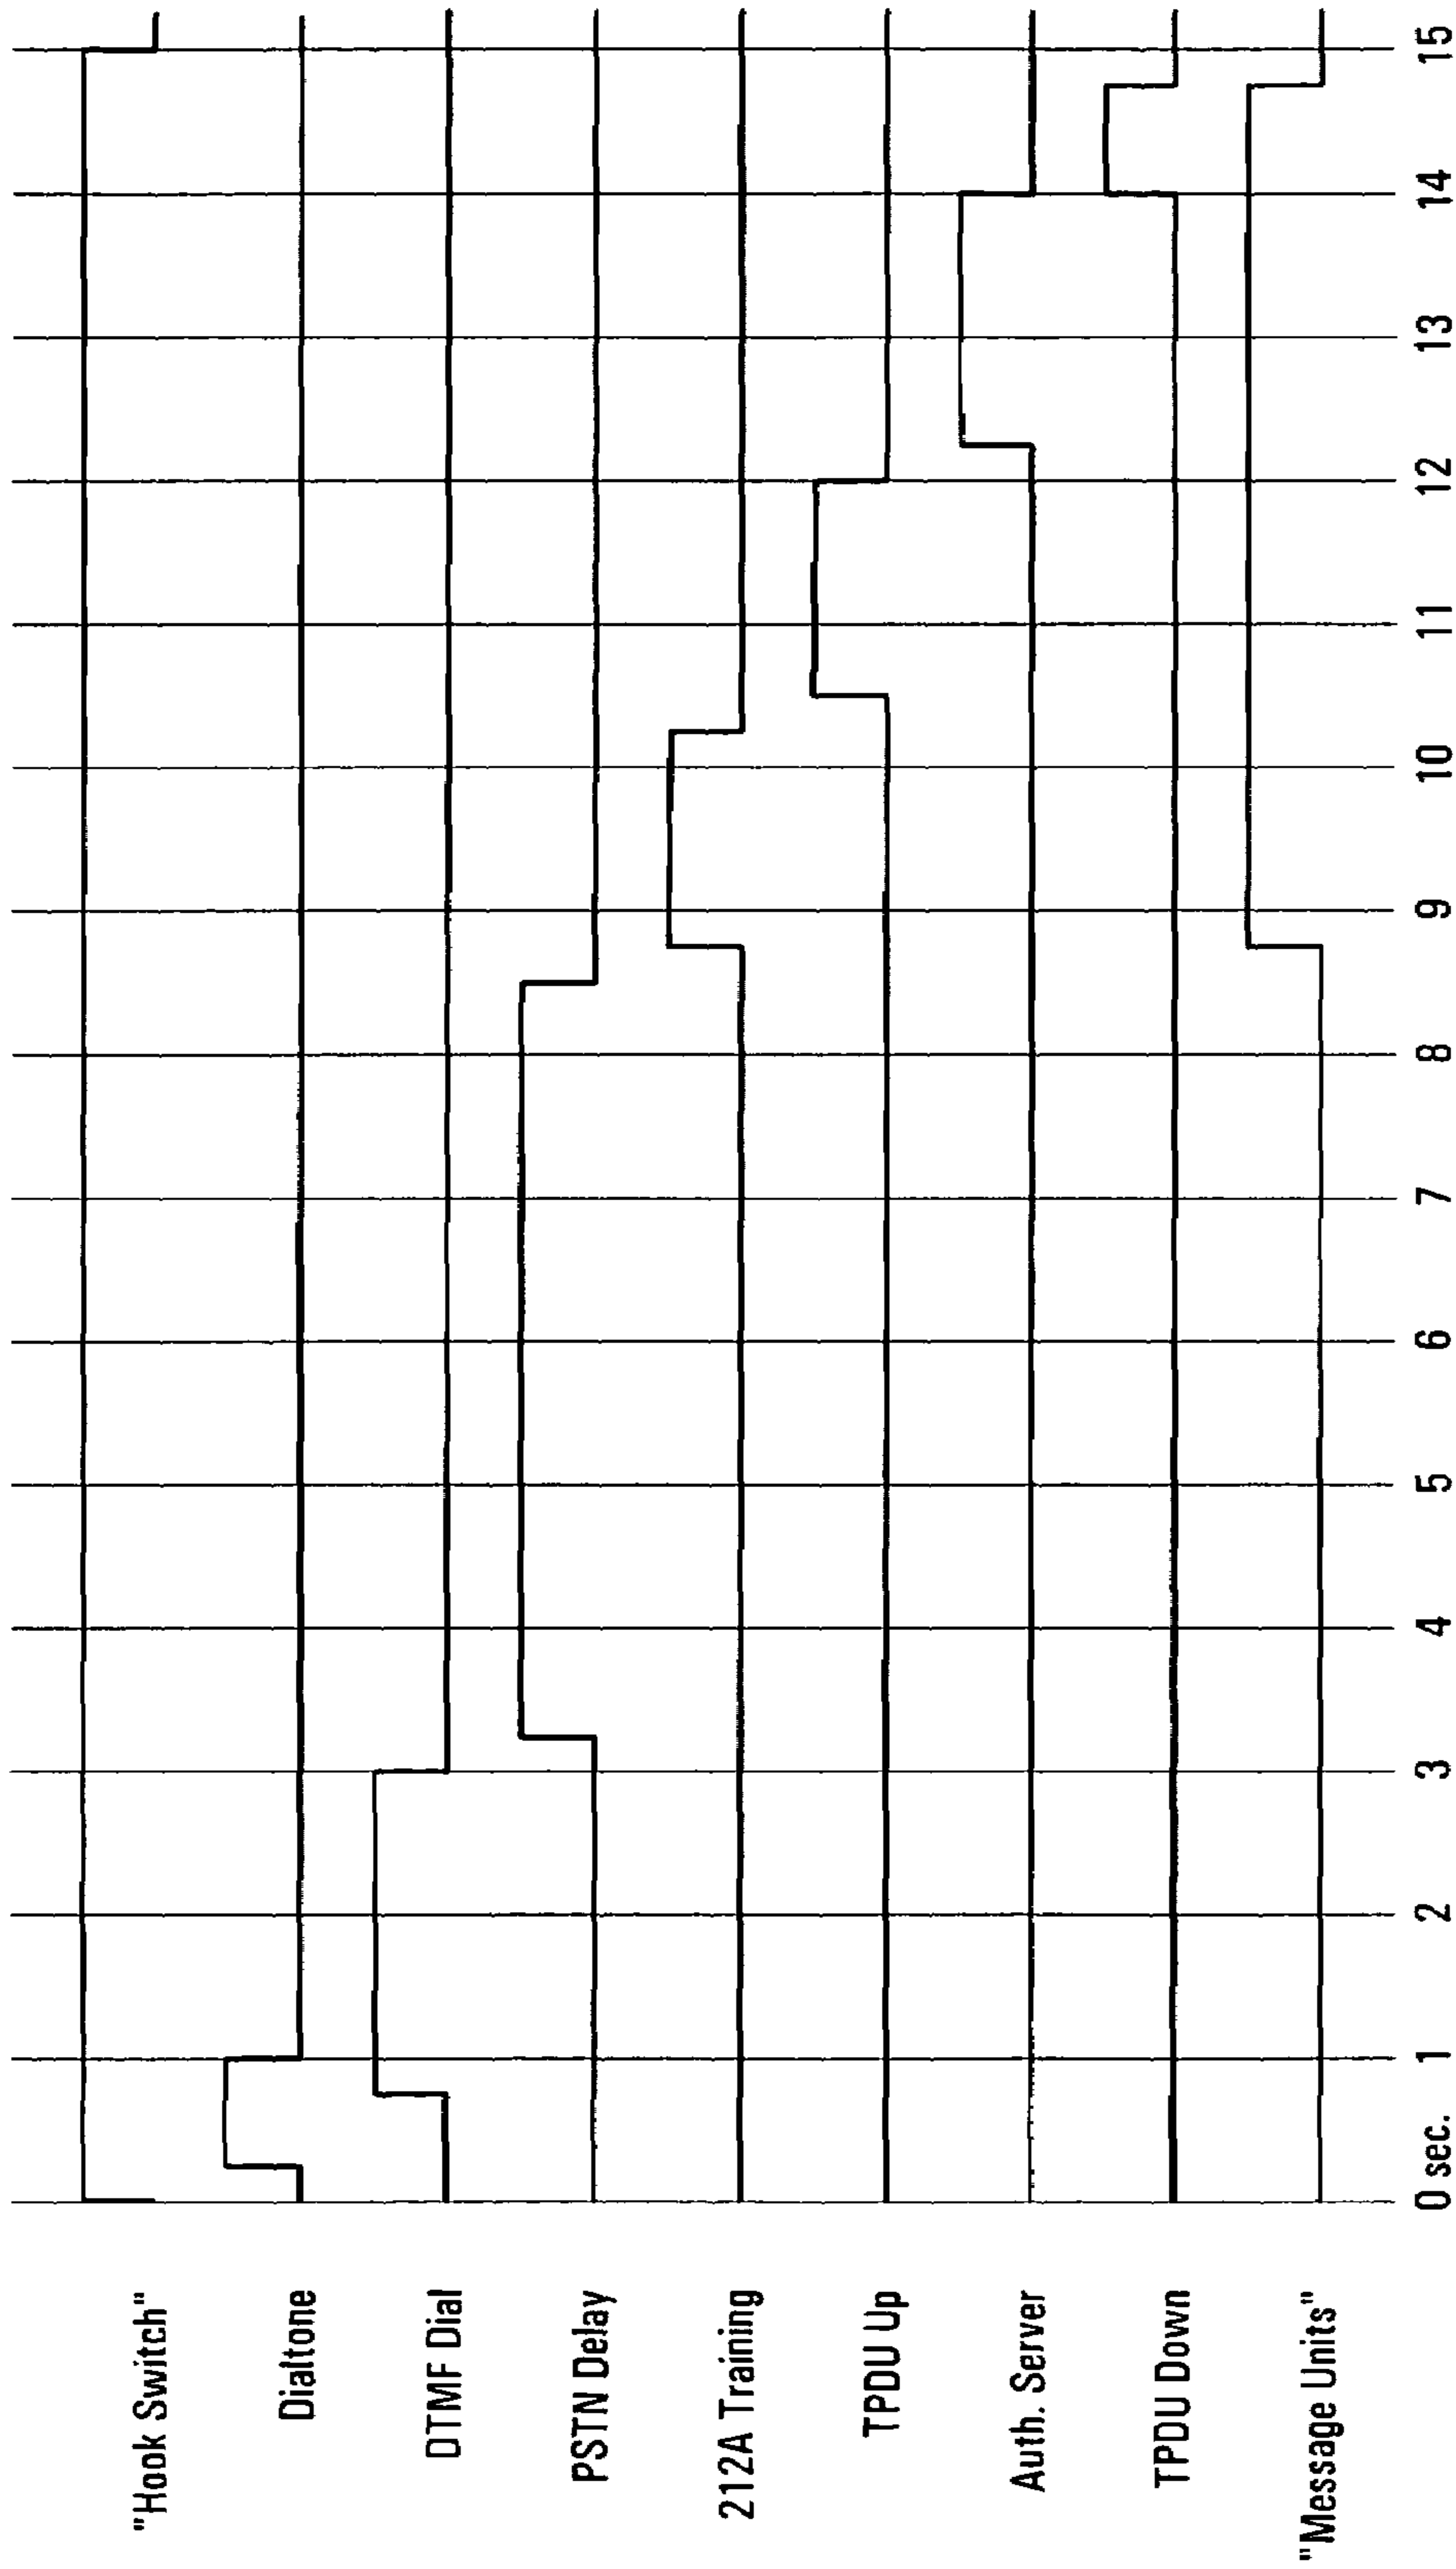 "Hook Switch"
Dialtone
DTMF Dial
PSTN Delay
212A Training
TPDU Up
Auth. Server
TPDU Down
"Message Units"
0 sec. 1 2 3 4 5 6 7 8 9 10 11 12 13 14 15